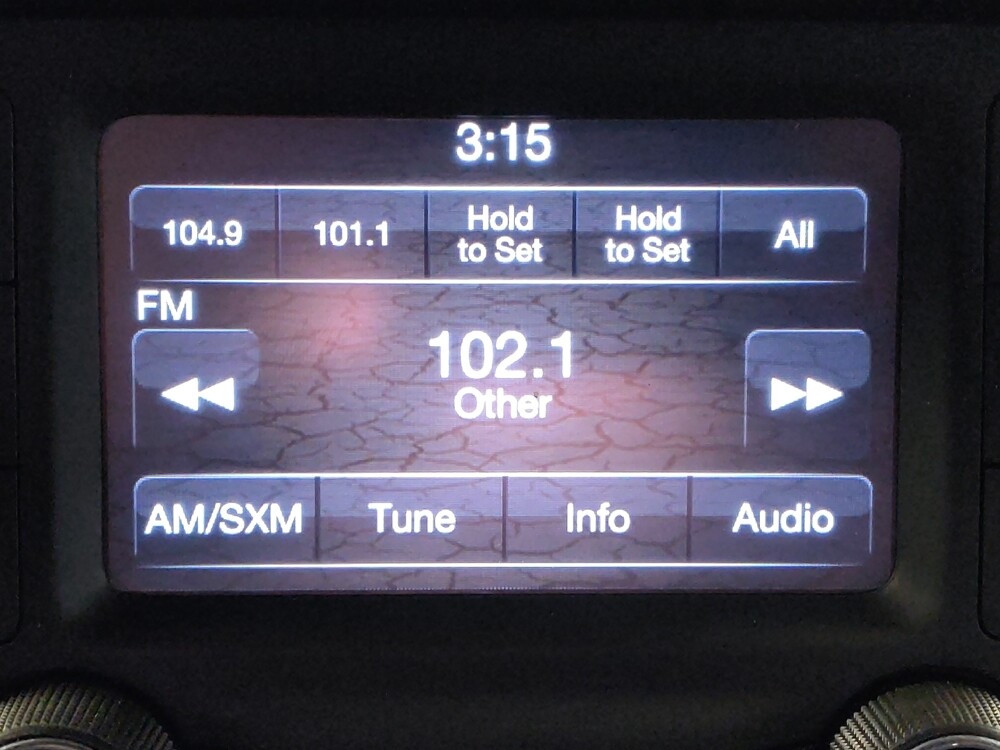 3:15
104.9 101.1 Hold to Set Hold to Set All
FM
102.1
Other
AM/SXM Tune Info Audio